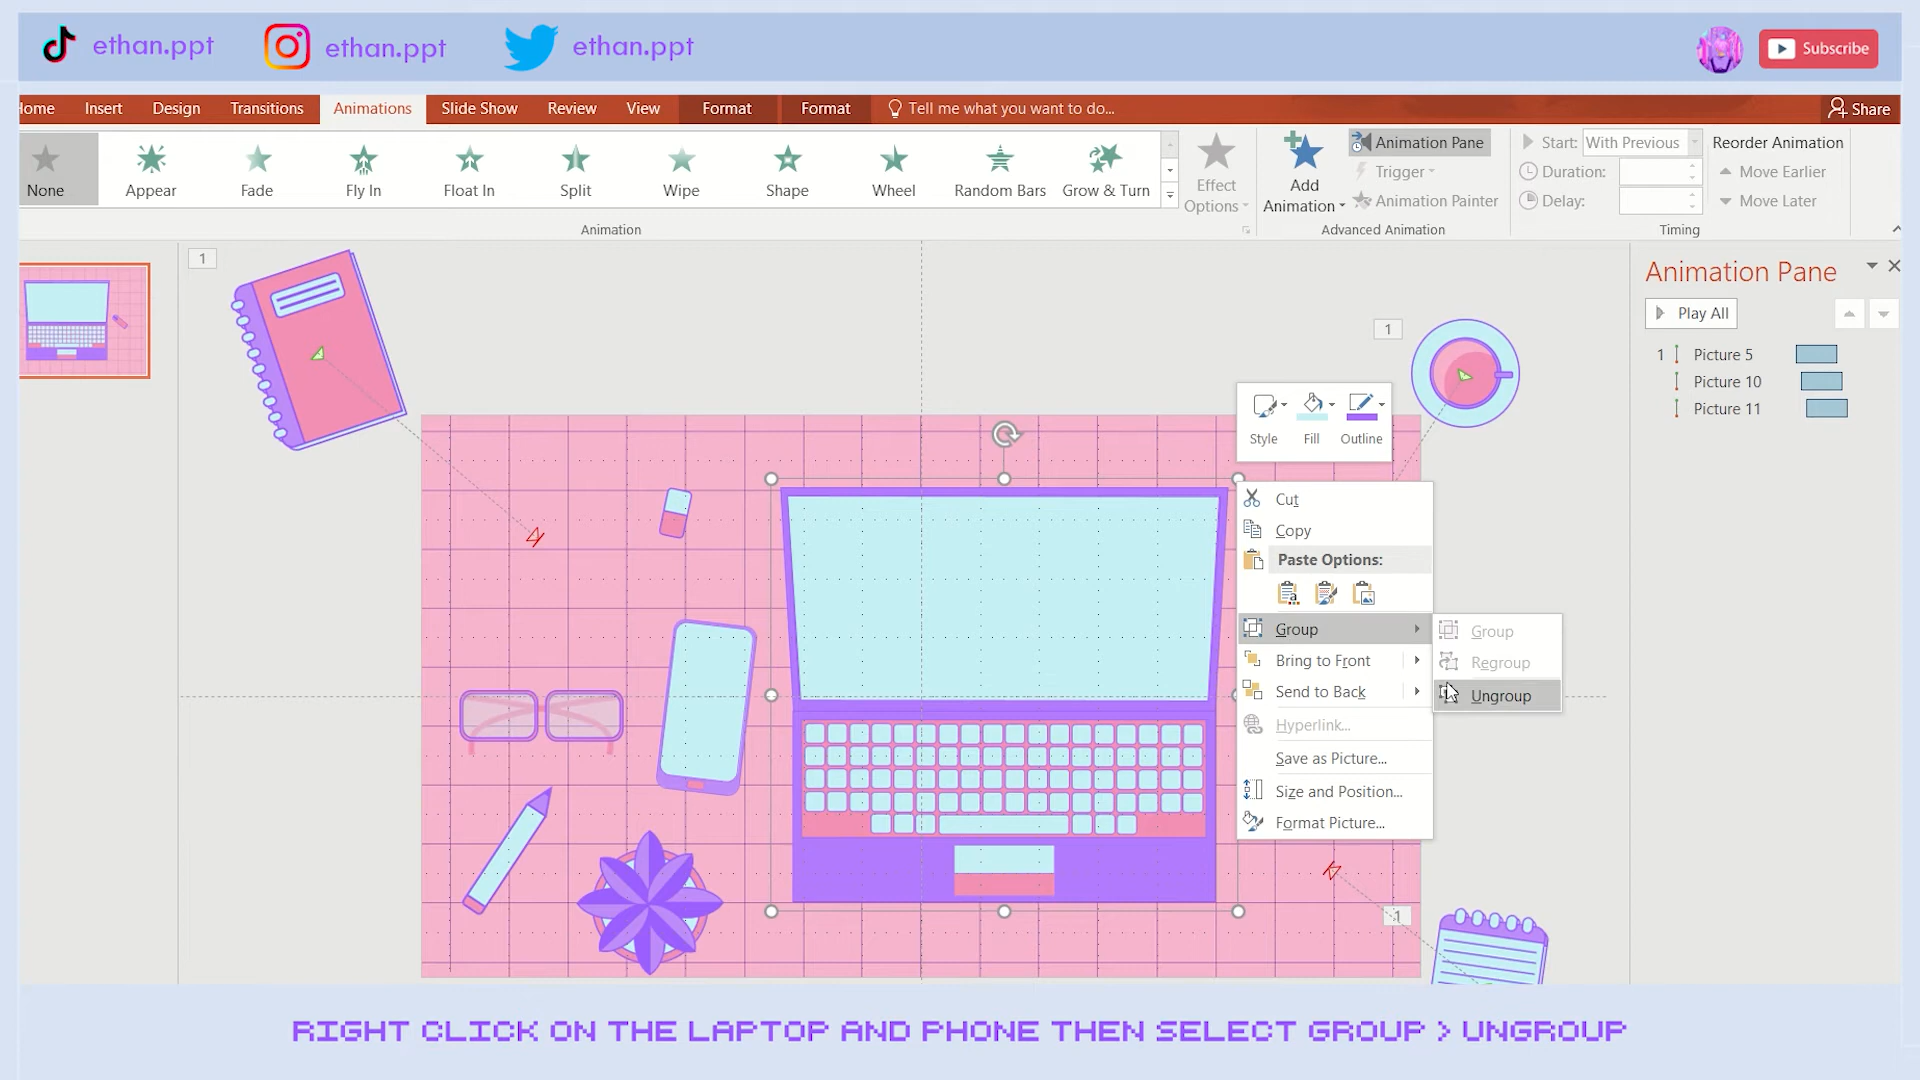 ethan.ppt
ethan.ppt
ethan.ppt
Subscribe
ome
Insert
Design
Transitions
Animations
Slide Show
Review
View
Format
Format
Tell me what you want to do...
Share
None
Appear
Fade
Fly In
Float In
Split
Wipe
Shape
Wheel
Random Bars
Grow & Turn
Effect
Options
Add
Animation
Animation Pane
Trigger
Animation Painter
Start: With Previous
Duration:
Delay:
Reorder Animation
Move Earlier
Move Later
Animation
Advanced Animation
Timing
1
1
1
Animation Pane
Play All
1 Picture 5
Picture 10
Picture 11
Style
Fill
Outline
Cut
Copy
Paste Options:
Group
Bring to Front
Send to Back
Hyperlink...
Save as Picture...
Size and Position...
Format Picture...
Group
Regroup
Ungroup
RIGHT CLICK ON THE LAPTOP AND PHONE THEN SELECT GROUP > UNGROUP